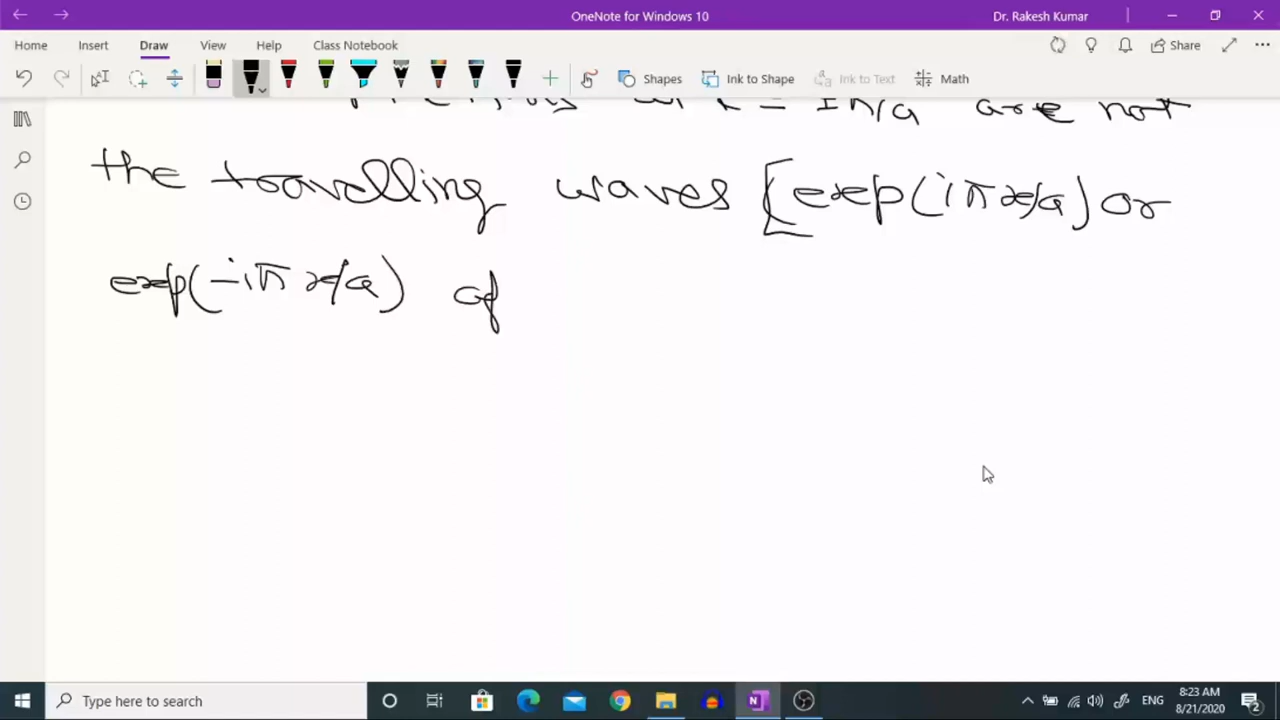 OneNote for Windows 10
Dr. Rakesh Kumar
Home Insert Draw View Help Class Notebook
Share
Shapes Ink to Shape Ink to Text Math
are not
the travelling waves [exp(iπx/a) or
exp(-iπx/a) of
Type here to search
ENG
8:23 AM
8/21/2020
2